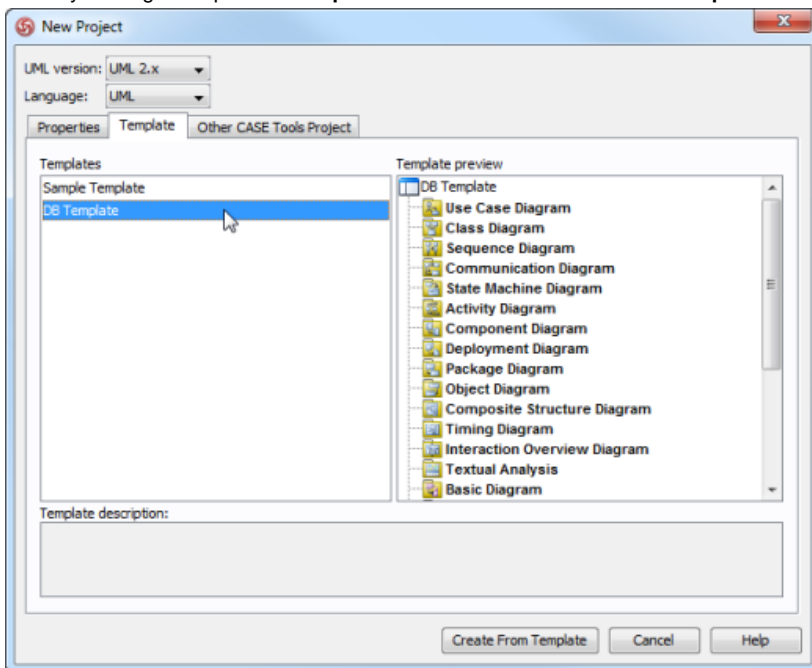 New Project
UML version: UML 2.x
Language: UML
Properties Template Other CASE Tools Project
Templates
Sample Template
DB Template
Template preview
DB Template
Use Case Diagram
Class Diagram
Sequence Diagram
Communication Diagram
State Machine Diagram
Activity Diagram
Component Diagram
Deployment Diagram
Package Diagram
Object Diagram
Composite Structure Diagram
Timing Diagram
Interaction Overview Diagram
Textual Analysis
Basic Diagram
Template description:
Create From Template Cancel Help